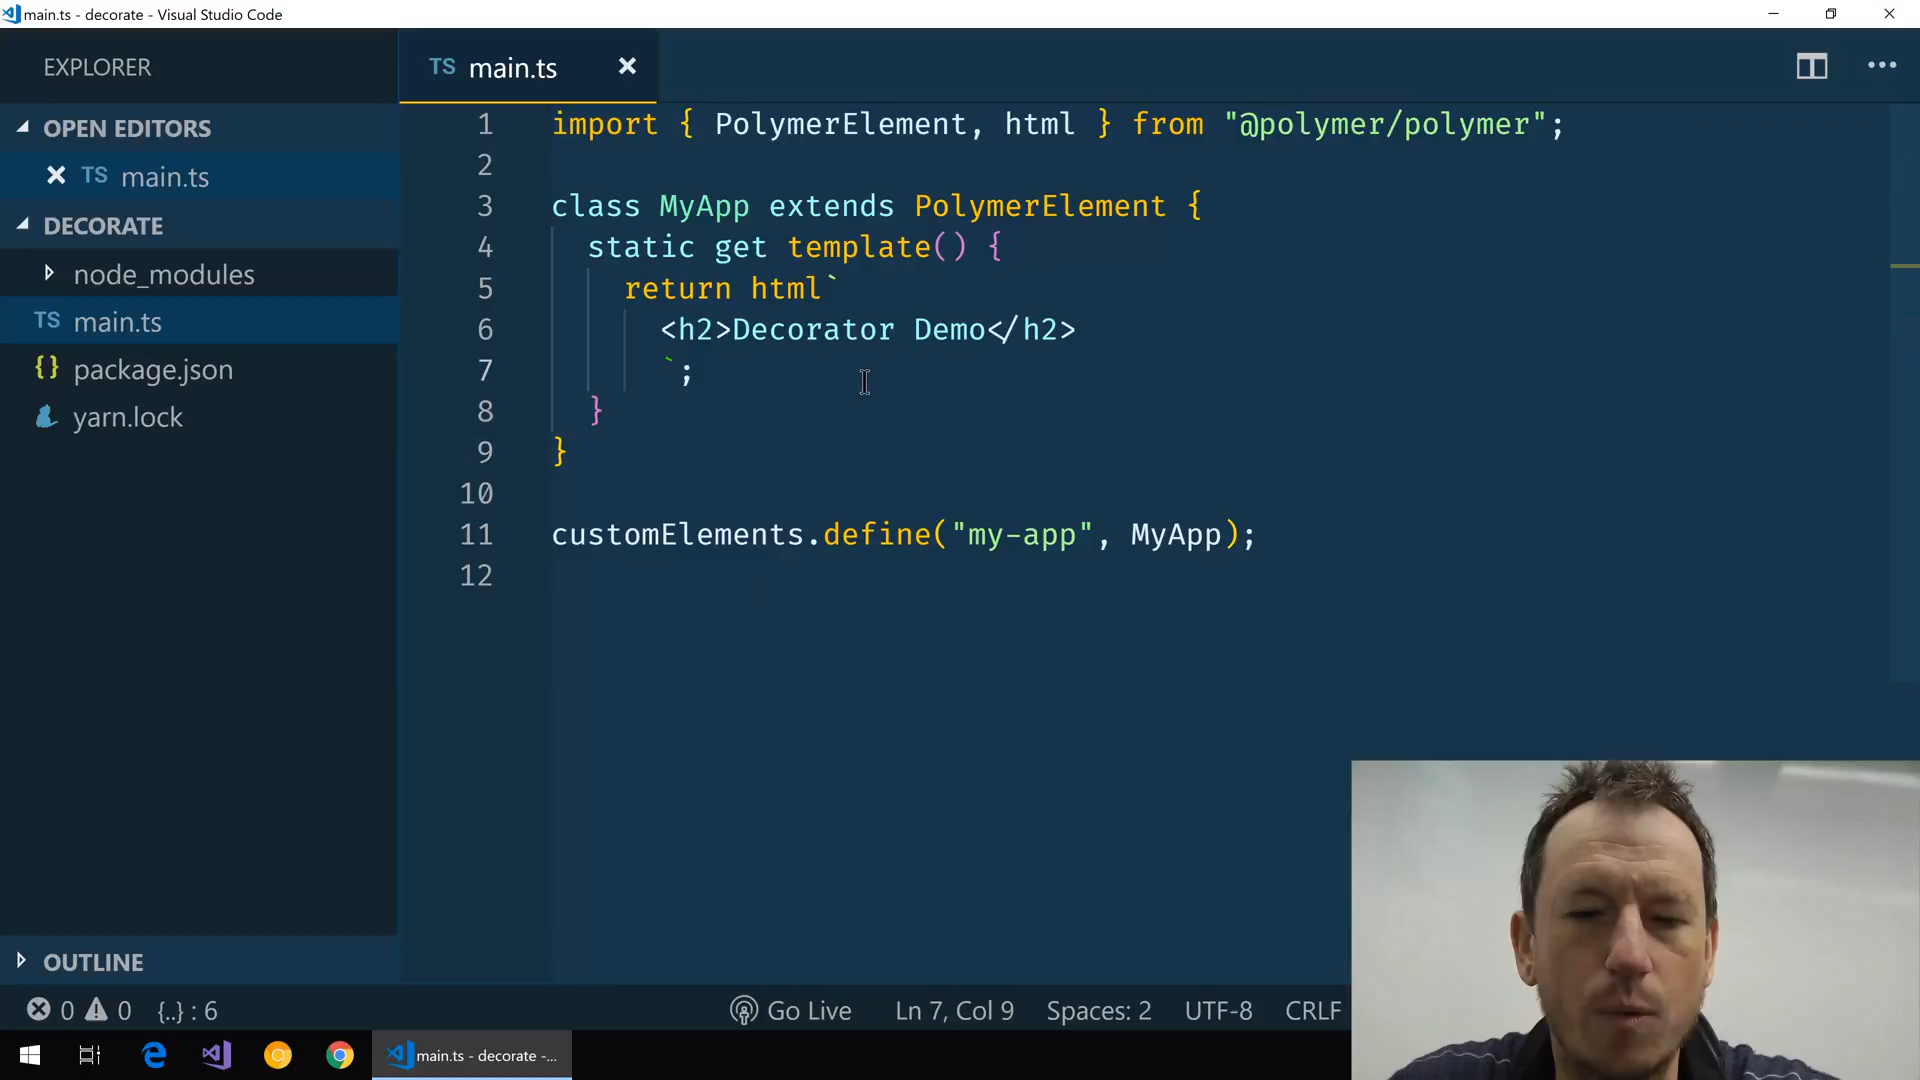 main.ts - decorate - Visual Studio Code
EXPLORER
OPEN EDITORS
TS main.ts
DECORATE
node_modules
TS main.ts
{} package.json
yarn.lock
OUTLINE
TS main.ts
1 import { PolymerElement, html } from "@polymer/polymer";
2
3 class MyApp extends PolymerElement {
4 static get template() {
5 return html`
6 <h2>Decorator Demo</h2>
7 `;
8 }
9 }
10
11 customElements.define("my-app", MyApp);
12
0 0 {..} : 6 Go Live Ln 7, Col 9 Spaces: 2 UTF-8 CRLF
main.ts - decorate -...